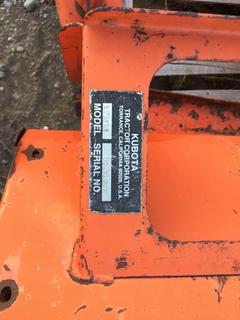 KUBOTA
TRACTOR CORPORATION
TORRANCE, CALIFORNIA 90509, U.S.A.
MODEL SERIAL NO.